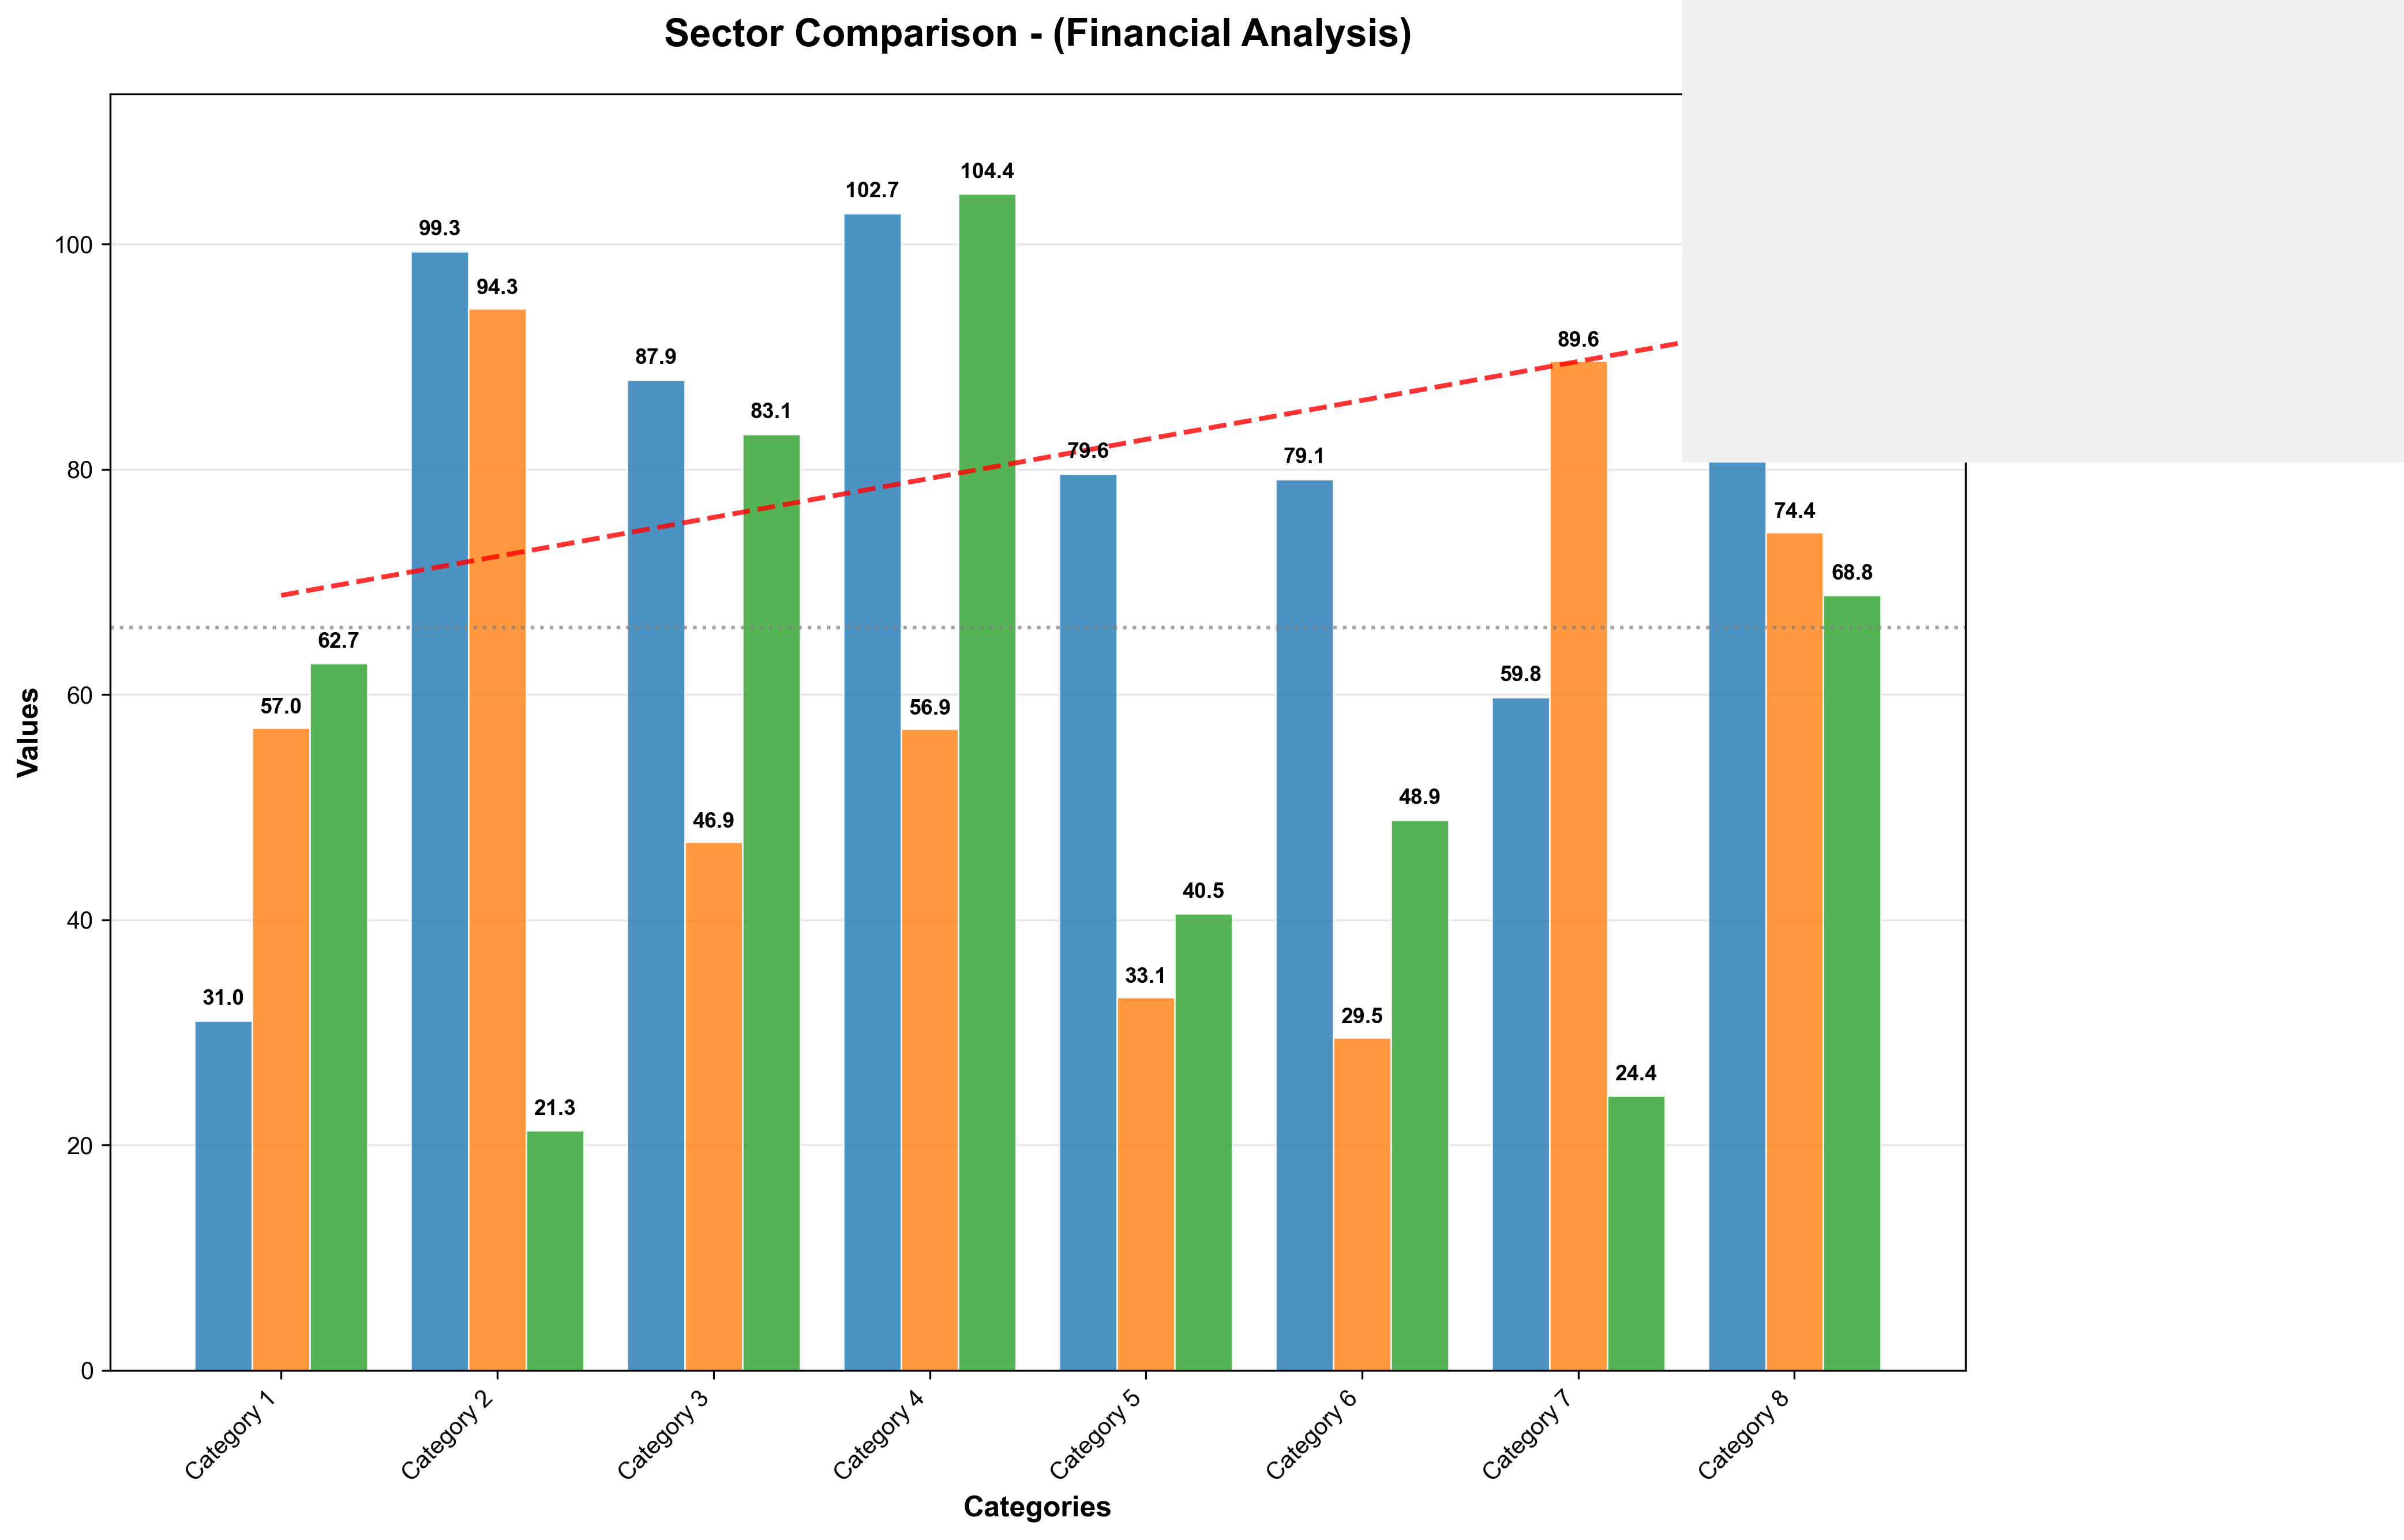 Sector Comparison - (Financial Analysis)
104.4
102.7
99.3
94.3
87.9
89.6
83.1
79.6
79.1
74.4
68.8
62.7
57.0
59.8
56.9
46.9
48.9
40.5
33.1
31.0
29.5
24.4
21.3
100
80
60
40
20
0
Values
Category 1
Category 2
Category 3
Category 4
Category 5
Category 6
Category 7
Category 8
Categories